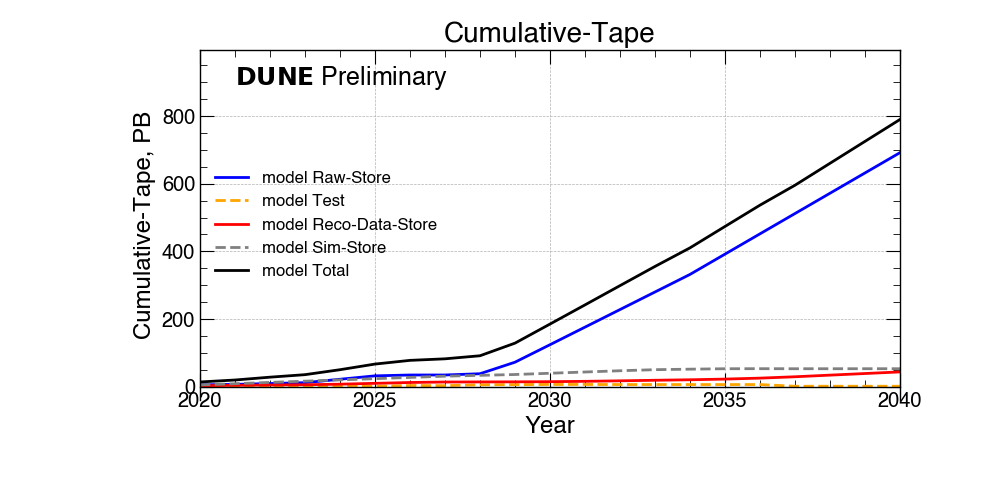 Cumulative-Tape
DUNE Preliminary
Cumulative-Tape, PB
800
600
400
200
0
model Raw-Store
model Test
model Reco-Data-Store
model Sim-Store
model Total
2020 2025 2030 2035 2040
Year